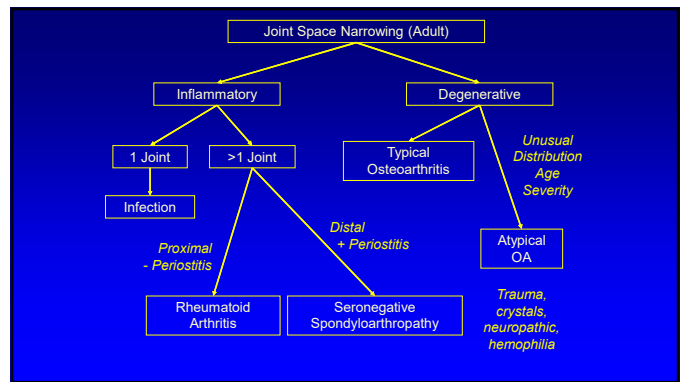 Joint Space Narrowing (Adult)
Inflammatory
Degenerative
1 Joint
>1 Joint
Typical
Osteoarthritis
Unusual
Distribution
Age
Severity
Infection
Proximal
- Periostitis
Distal
+ Periostitis
Atypical
OA
Rheumatoid
Arthritis
Seronegative
Spondyloarthropathy
Trauma,
crystals,
neuropathic,
hemophilia